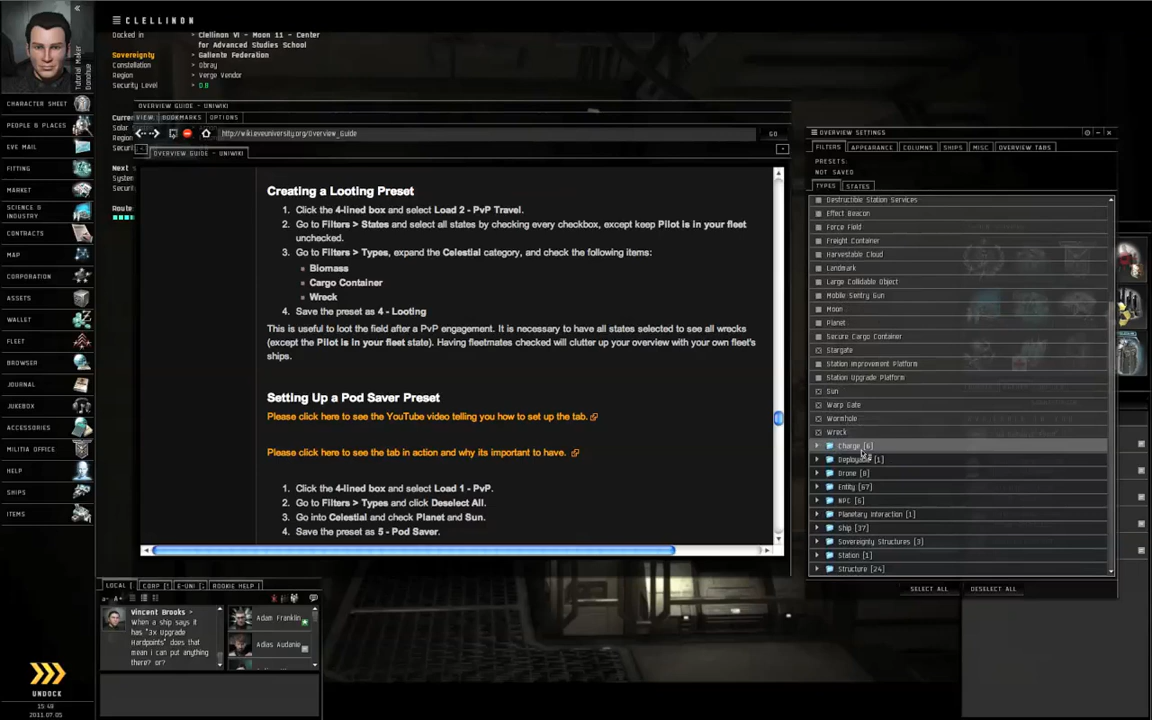 CLELLINON
Docked in > Clellinon VI - Moon 11 - Center
for Advanced Studies School
Sovereignty > Gallente Federation
Constellation > Obray
Region > Verge Vendor
Security Level > 0.8
Tutorial Maker
Donahue
CHARACTER SHEET
PEOPLE & PLACES
EVE MAIL
FITTING
MARKET
SCIENCE &
INDUSTRY
CONTRACTS
MAP
CORPORATION
ASSETS
WALLET
FLEET
BROWSER
JOURNAL
JUKEBOX
ACCESSORIES
MILITIA OFFICE
HELP
SHIPS
ITEMS
UNDOCK
15:48
2011.07.05
OVERVIEW GUIDE - UNIWIKI
VIEW BOOKMARKS OPTIONS
http://wiki.eveuniversity.org/Overview_Guide
GO
OVERVIEW GUIDE - UNIWIKI
Creating a Looting Preset
1. Click the 4-lined box and select Load 2 - PvP Travel.
2. Go to Filters > States and select all states by checking every checkbox, except keep Pilot is in your fleet
unchecked.
3. Go to Filters > Types, expand the Celestial category, and check the following items:
Biomass
Cargo Container
Wreck
4. Save the preset as 4 - Looting
This is useful to loot the field after a PvP engagement. It is necessary to have all states selected to see all wrecks
(except the Pilot is in your fleet state). Having fleetmates checked will clutter up your overview with your own fleet's
ships.
Setting Up a Pod Saver Preset
Please click here to see the YouTube video telling you how to set up the tab.
Please click here to see the tab in action and why its important to have.
1. Click the 4-lined box and select Load 1 - PvP.
2. Go to Filters > Types and click Deselect All.
3. Go into Celestial and check Planet and Sun.
4. Save the preset as 5 - Pod Saver.
OVERVIEW SETTINGS
FILTERS APPEARANCE COLUMNS SHIPS MISC OVERVIEW TABS
PRESETS:
NOT SAVED
TYPES STATES
Destructible Station Services
Effect Beacon
Force Field
Freight Container
Harvestable Cloud
Landmark
Large Collidable Object
Mobile Sentry Gun
Moon
Planet
Secure Cargo Container
Stargate
Station Improvement Platform
Station Upgrade Platform
Sun
Warp Gate
Wormhole
Wreck
Charge [6]
Deployable [1]
Drone [8]
Entity [67]
NPC [6]
Planetary Interaction [1]
Ship [37]
Sovereignty Structures [3]
Station [1]
Structure [24]
SELECT ALL DESELECT ALL
LOCAL CORP E-UNI ROOKIE HELP
Vincent Brooks >
When a ship says it
has "3x Upgrade
Hardpoints" does that
mean i can put anything
there? or?
Adam Franklin
Adias Audanie